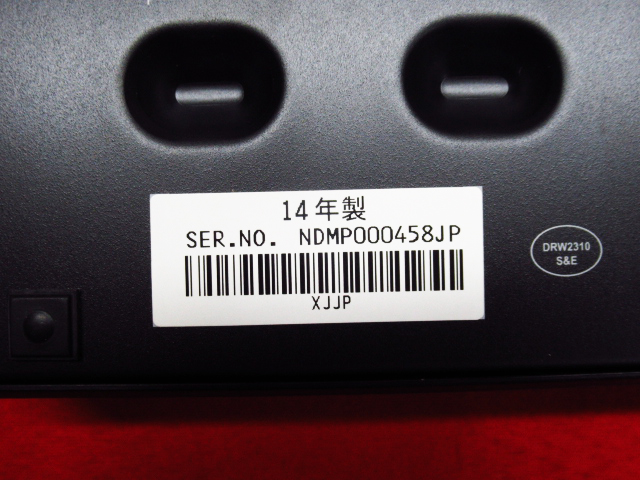 14年製
SER.NO. NDMP000458JP
XJJP
DRW2310
S&E